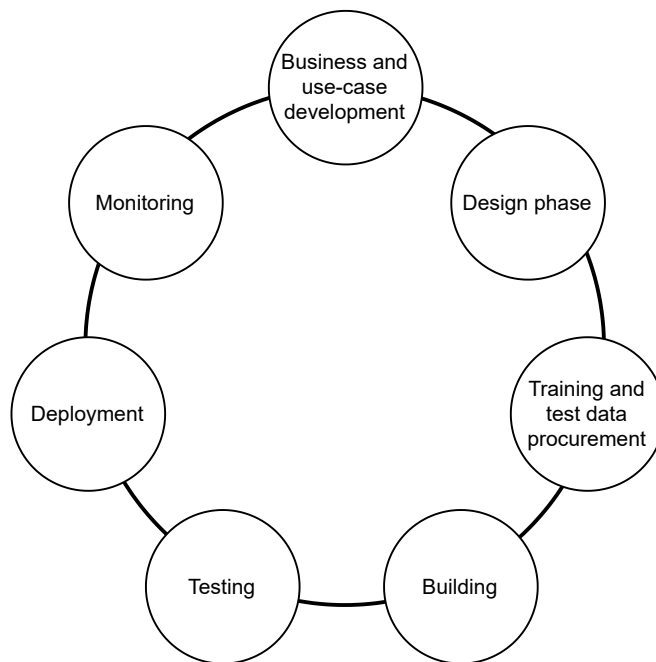 Business and
use-case
development
Design phase
Training and
test data
procurement
Building
Testing
Deployment
Monitoring